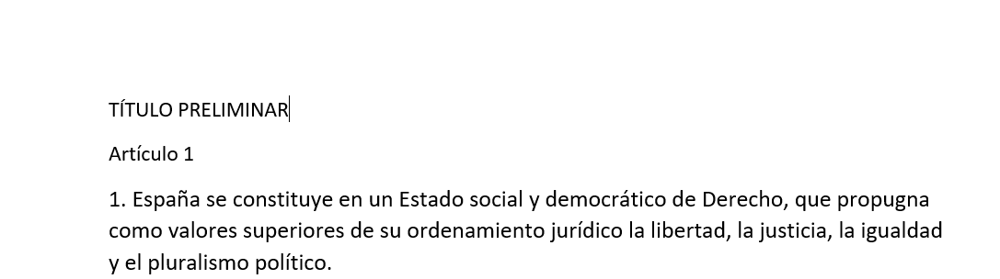 TÍTULO PRELIMINAR
Artículo 1
1. España se constituye en un Estado social y democrático de Derecho, que propugna
como valores superiores de su ordenamiento jurídico la libertad, la justicia, la igualdad
y el pluralismo político.